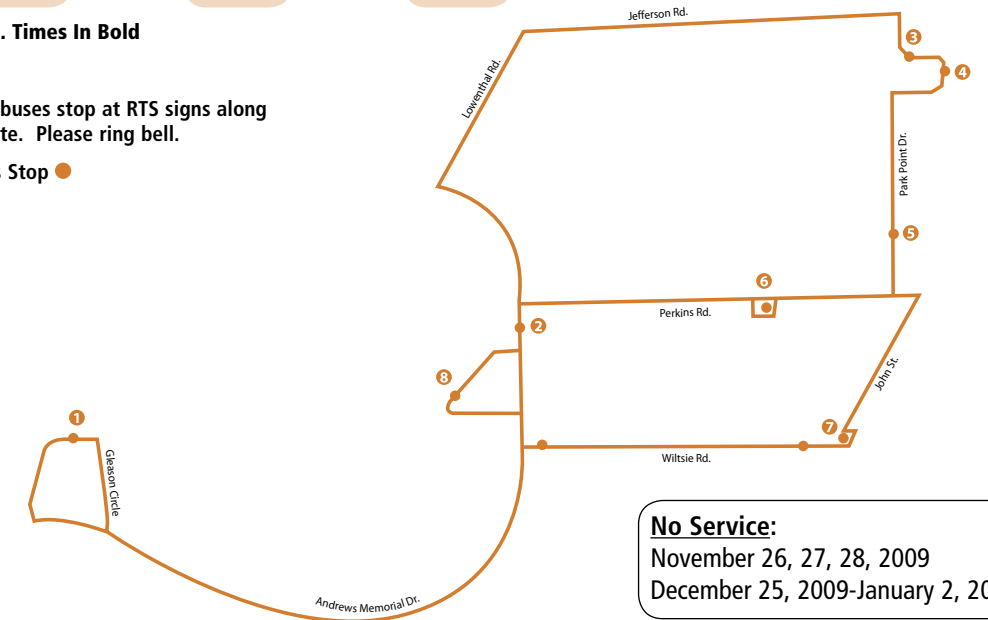 . Times In Bold
buses stop at RTS signs along
te. Please ring bell.
Stop
Jefferson Rd.
Lowenthal Rd.
3
4
Park Point Dr.
5
6
Perkins Rd.
2
John St.
8
7
1
Gleason Circle
Wiltsie Rd.
Andrews Memorial Dr.
No Service:
November 26, 27, 28, 2009
December 25, 2009-January 2, 20